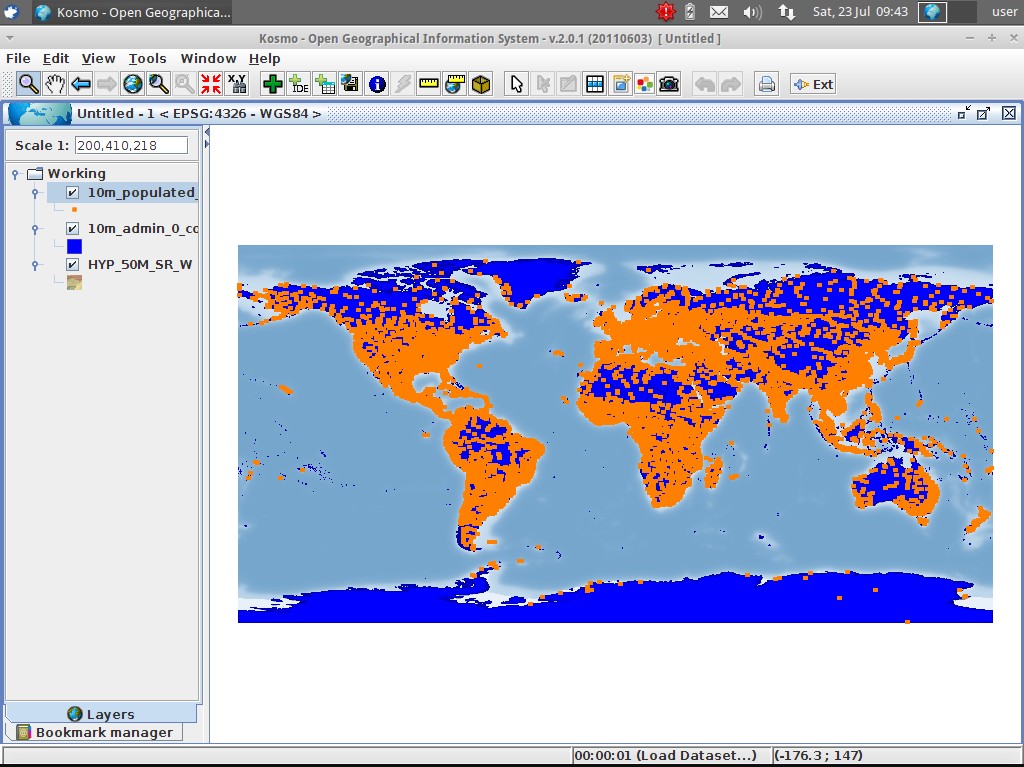 Kosmo - Open Geographica...
Sat, 23 Jul 09:43
user
Kosmo - Open Geographical Information System - v.2.0.1 (20110603) [ Untitled ]
File Edit View Tools Window Help
X,Y
IDE
Ext
Untitled - 1 < EPSG:4326 - WGS84 >
Scale 1: 200,410,218
Working
10m_populated_
10m_admin_0_co
HYP_50M_SR_W
Layers
Bookmark manager
00:00:01 (Load Dataset...)
(-176.3 ; 147)